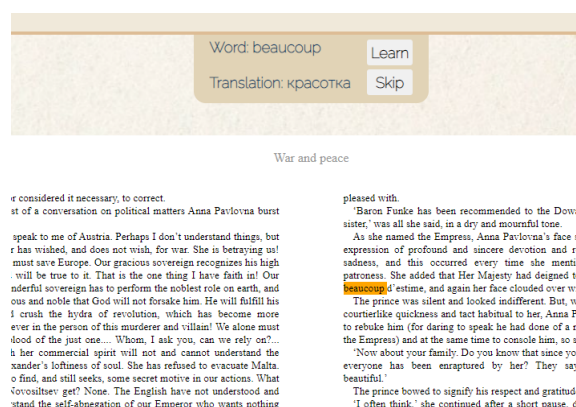 Word: beaucoup
Learn
Translation: красотка
Skip
War and peace
or considered it necessary, to correct.
st of a conversation on political matters Anna Pavlovna burst
speak to me of Austria. Perhaps I don't understand things, but
r has wished, and does not wish, for war. She is betraying us!
must save Europe. Our gracious sovereign recognizes his high
will be true to it. That is the one thing I have faith in! Our
nderful sovereign has to perform the noblest role on earth, and
ous and noble that God will not forsake him. He will fulfill his
crush the hydra of revolution, which has become more
ever in the person of this murderer and villain! We alone must
lood of the just one.... Whom, I ask you, can we rely on?...
h her commercial spirit will not and cannot understand the
xander's loftiness of soul. She has refused to evacuate Malta.
o find, and still seeks, some secret motive in our actions. What
Novosiltsev get? None. The English have not understood and
rstand the self-abnegation of our Emperor who wants nothing
pleased with.
'Baron Funke has been recommended to the Dow
sister,' was all she said, in a dry and mournful tone.
As she named the Empress, Anna Pavlovna's face
expression of profound and sincere devotion and r
sadness, and this occurred every time she menti
patroness. She added that Her Majesty had deigned t
beaucoup d'estime, and again her face clouded over w
The prince was silent and looked indifferent. But, w
courtierlike quickness and tact habitual to her, Anna P
to rebuke him (for daring to speak he had done of a
the Empress) and at the same time to console him, so s
'Now about your family. Do you know that since yo
everyone has been enraptured by her? They say
beautiful.'
The prince bowed to signify his respect and gratitud
'I often think,' she continued after a short pause, d